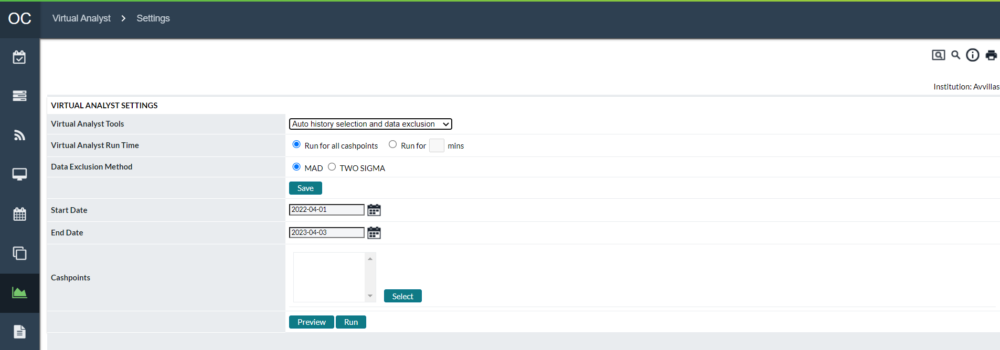 OC
Virtual Analyst > Settings
Institution: Avvillas
VIRTUAL ANALYST SETTINGS
Virtual Analyst Tools Auto history selection and data exclusion
Virtual Analyst Run Time Run for all cashpoints Run for mins
Data Exclusion Method MAD TWO SIGMA
Save
Start Date 2022-04-01
End Date 2023-04-03
Cashpoints
Select
Preview Run